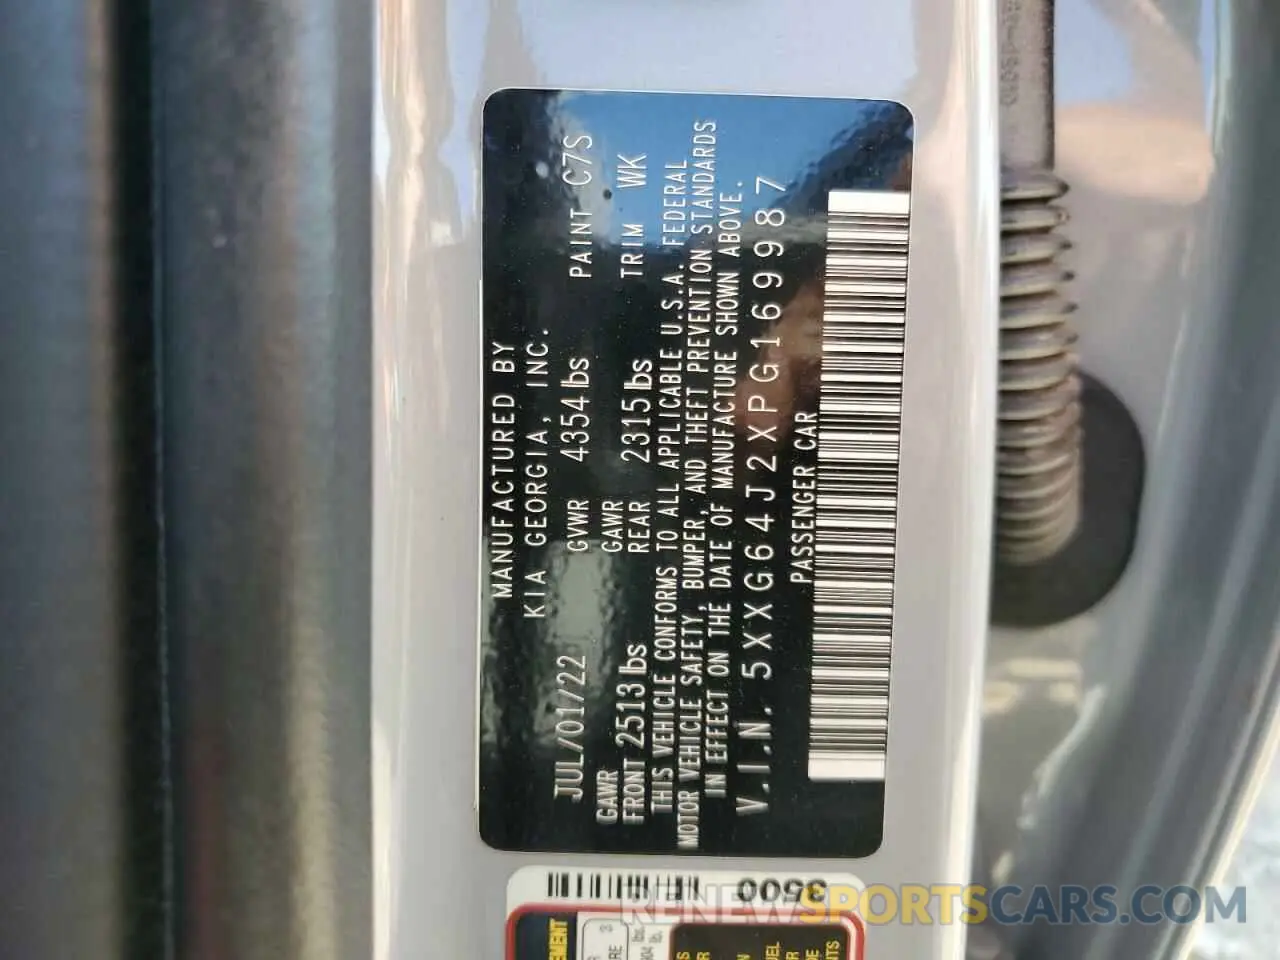 MANUFACTURED BY
KIA GEORGIA, INC.
JUL/01/22 GVWR 4354 lbs PAINT C7S
GAWR GAWR
FRONT 2513 lbs REAR 2315 lbs TRIM WK
THIS VEHICLE CONFORMS TO ALL APPLICABLE U.S.A. FEDERAL
MOTOR VEHICLE SAFETY, BUMPER, AND THEFT PREVENTION STANDARDS
IN EFFECT ON THE DATE OF MANUFACTURE SHOWN ABOVE.
V.I.N. 5XXG64J2XPG169987
PASSENGER CAR
3500
RENEWSPORTSCARS.COM